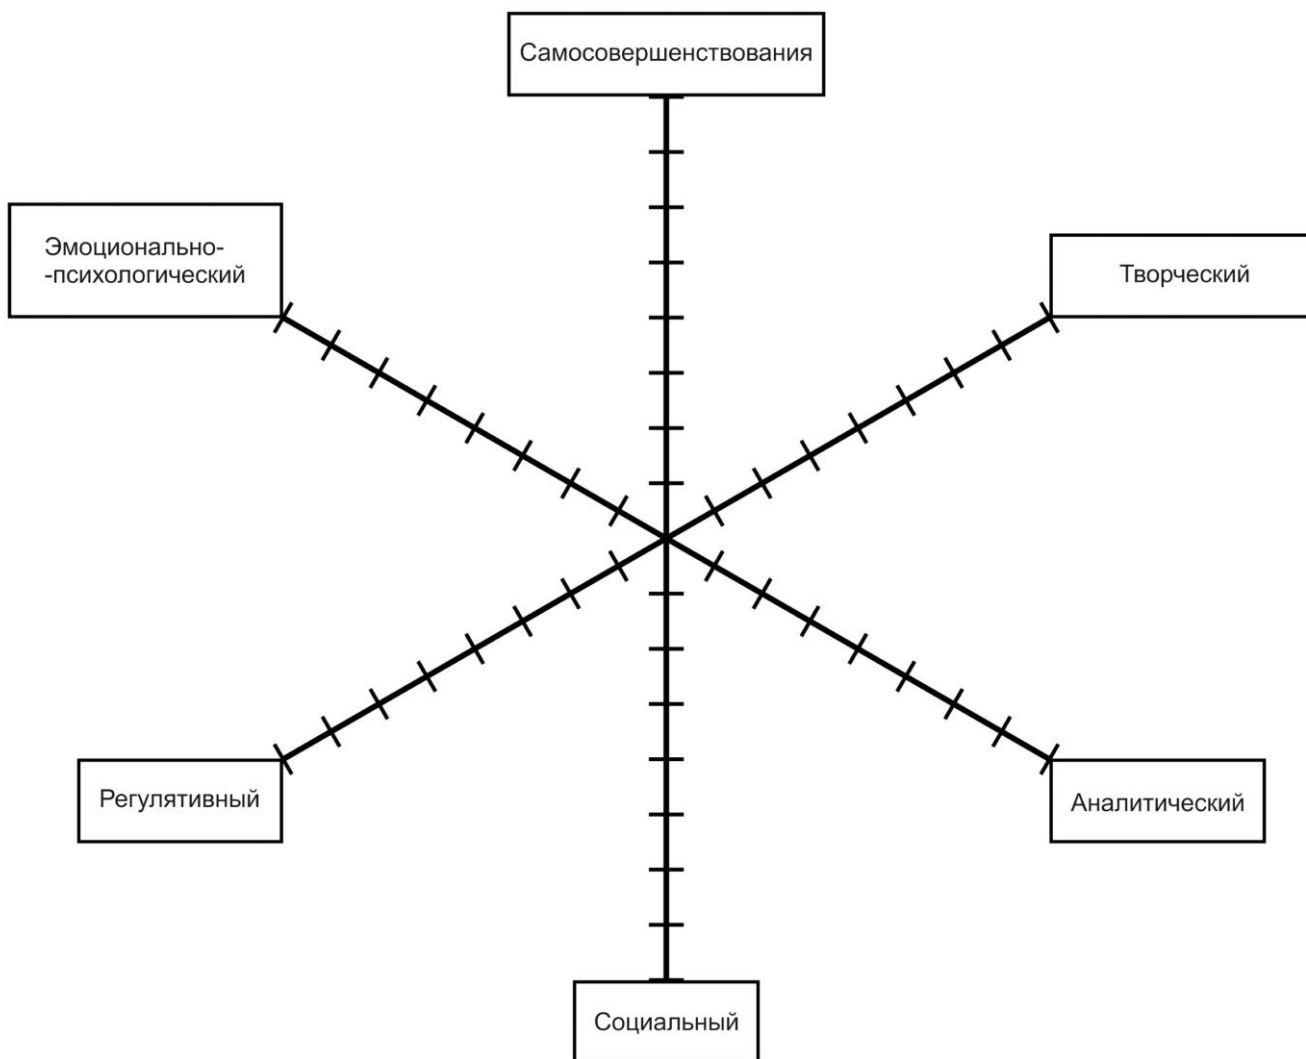 Самосовершенствования
Эмоционально-
-психологический
Творческий
Регулятивный
Аналитический
Социальный